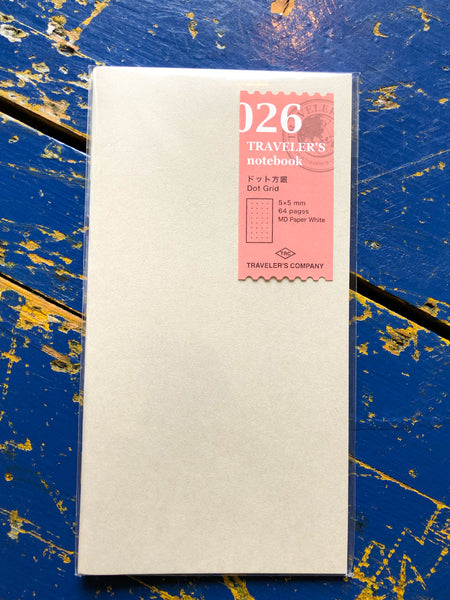 026
TRAVELER'S
notebook
ドット方眼
Dot Grid
5×5 mm
64 pages
MD Paper White
TRC
TRAVELER'S COMPANY